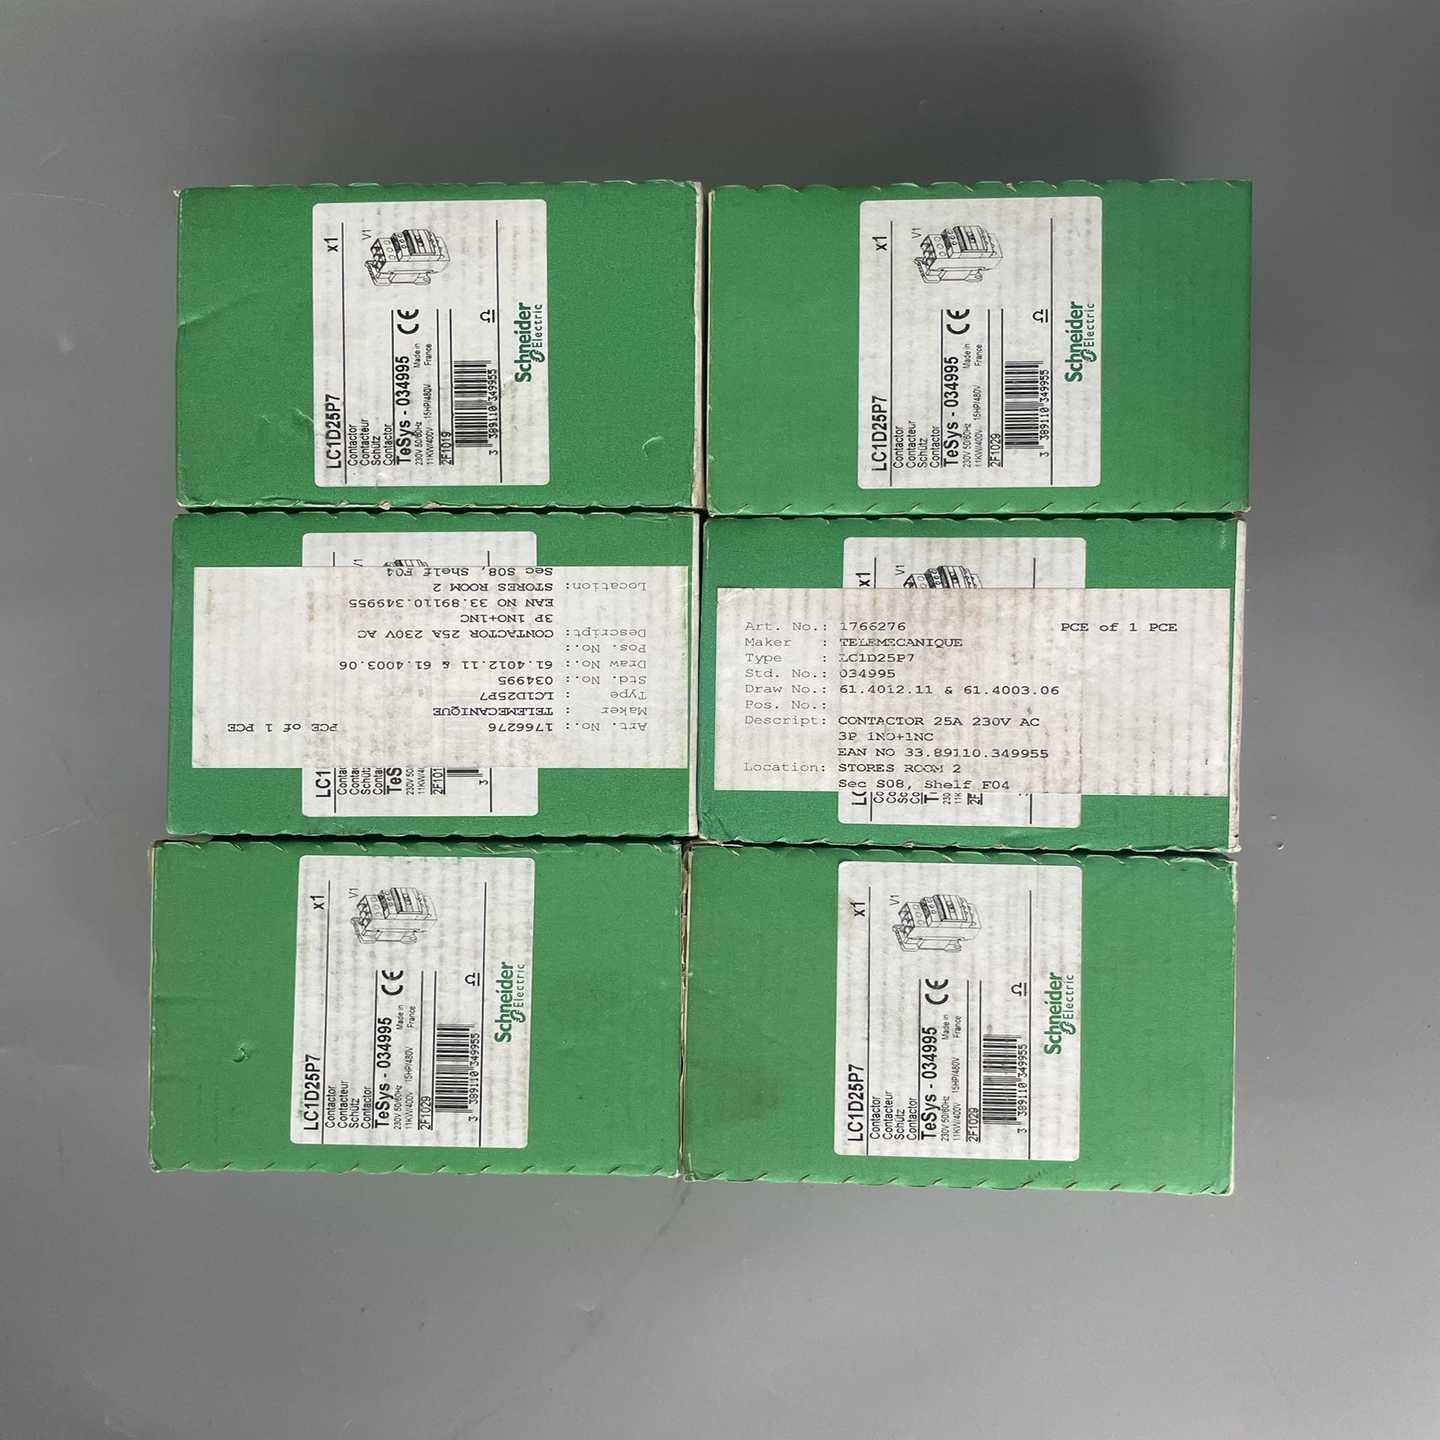 LC1D25P7
x1
Contactor
Contacteur
Schütz
Contactor
V1
TeSys - 034995
230V 50/60Hz
11KW/400V 15HP/480V
Made in
France
CE
2F1019
3 389110 349955
Schneider
Electric
LC1D25P7
x1
Contactor
Contacteur
Schütz
Contactor
V1
TeSys - 034995
230V 50/60Hz
11KW/400V 15HP/480V
Made in
France
CE
2F1029
3 389110 349955
Schneider
Electric
V1
Art. No.: 1766276 PCE of 1 PCE
Maker : TELEMECANIQUE
Type : LC1D25P7
Std. No.: 034995
Draw No.: 61.4012.11 & 61.4003.06
Pos. No.:
Descript: CONTACTOR 25A 230V AC
3P 1NO+1NC
EAN NO 33.89110.349955
Location: STORES ROOM 2
Sec S08, Shelf F04
x1
Art. No.: 1766276 PCE of 1 PCE
Maker : TELEMECANIQUE
Type : LC1D25P7
Std. No.: 034995
Draw No.: 61.4012.11 & 61.4003.06
Pos. No.:
Descript: CONTACTOR 25A 230V AC
3P 1NO+1NC
EAN NO 33.89110.349955
Location: STORES ROOM 2
Sec S08, Shelf F04
LC1D25P7
x1
Contactor
Contacteur
Schütz
Contactor
V1
TeSys - 034995
230V 50/60Hz
11KW/400V 15HP/480V
Made in
France
CE
2F1029
3 389110 349955
Schneider
Electric
LC1D25P7
x1
Contactor
Contacteur
Schütz
Contactor
V1
TeSys - 034995
230V 50/60Hz
11KW/400V 15HP/480V
Made in
France
CE
2F1029
3 389110 349955
Schneider
Electric